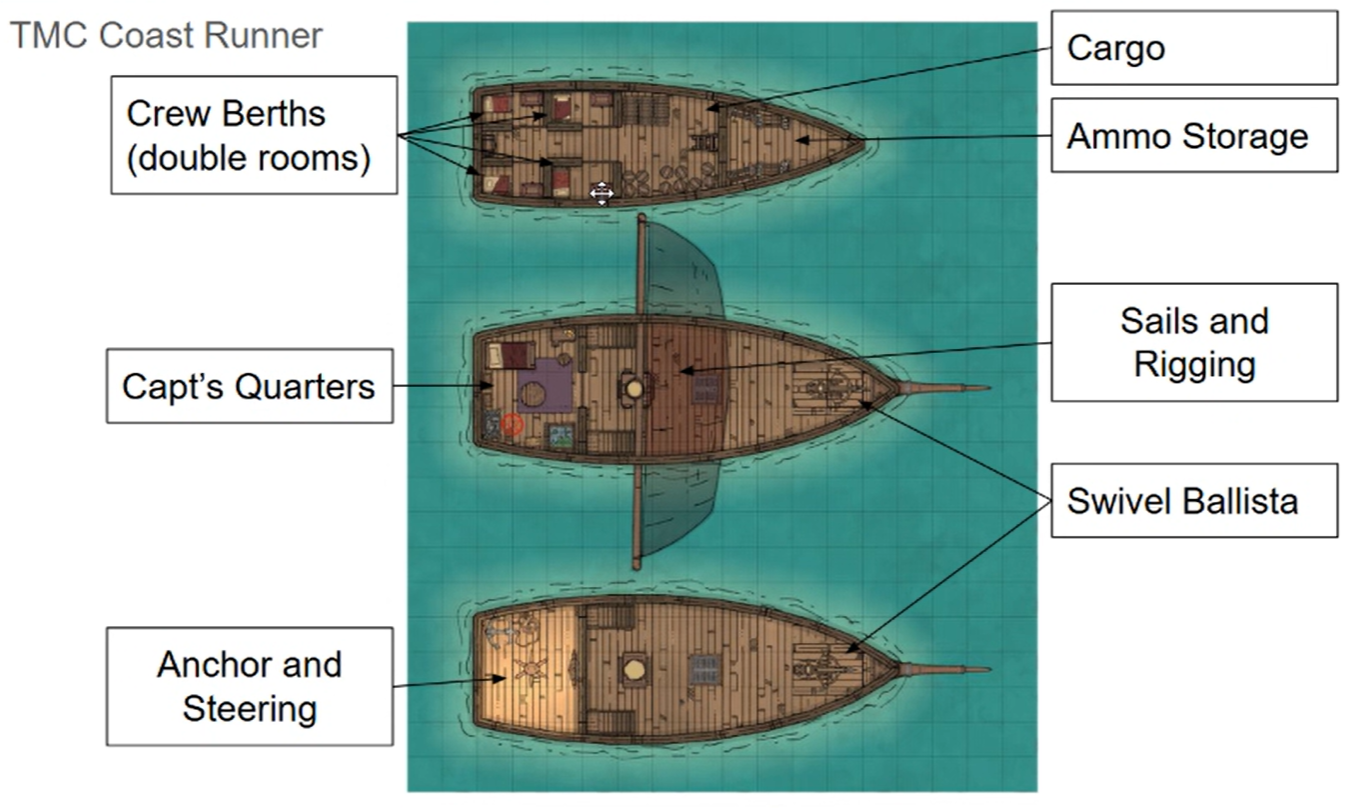 TMC Coast Runner
Cargo
Crew Berths
(double rooms)
Ammo Storage
Sails and
Rigging
Capt's Quarters
Swivel Ballista
Anchor and
Steering